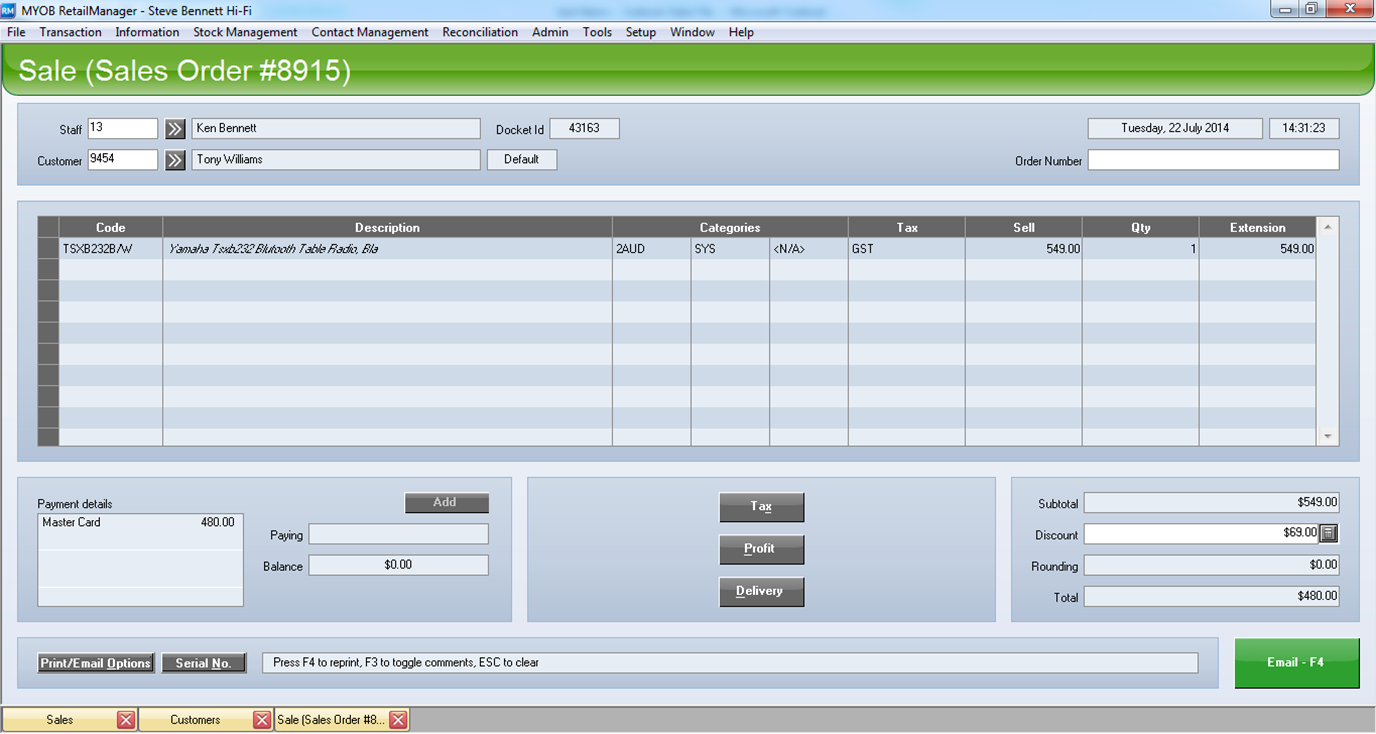 MYOB RetailManager - Steve Bennett Hi-Fi
File Transaction Information Stock Management Contact Management Reconciliation Admin Tools Setup Window Help
Sale (Sales Order #8915)
Staff 13 Ken Bennett Docket Id 43163 Tuesday, 22 July 2014 14:31:23
Customer 9454 Tony Williams Default Order Number
Code Description Categories Tax Sell Qty Extension
TSXB232B/W Yamaha Tsxb232 Blutooth Table Radio, Bla 2AUD SYS <N/A> GST 549.00 1 549.00
Payment details Add
Master Card 480.00
Paying
Balance $0.00
Tax
Profit
Delivery
Subtotal $549.00
Discount $69.00
Rounding $0.00
Total $480.00
Print/Email Options Serial No. Press F4 to reprint, F3 to toggle comments, ESC to clear Email - F4
Sales Customers Sale (Sales Order #8...